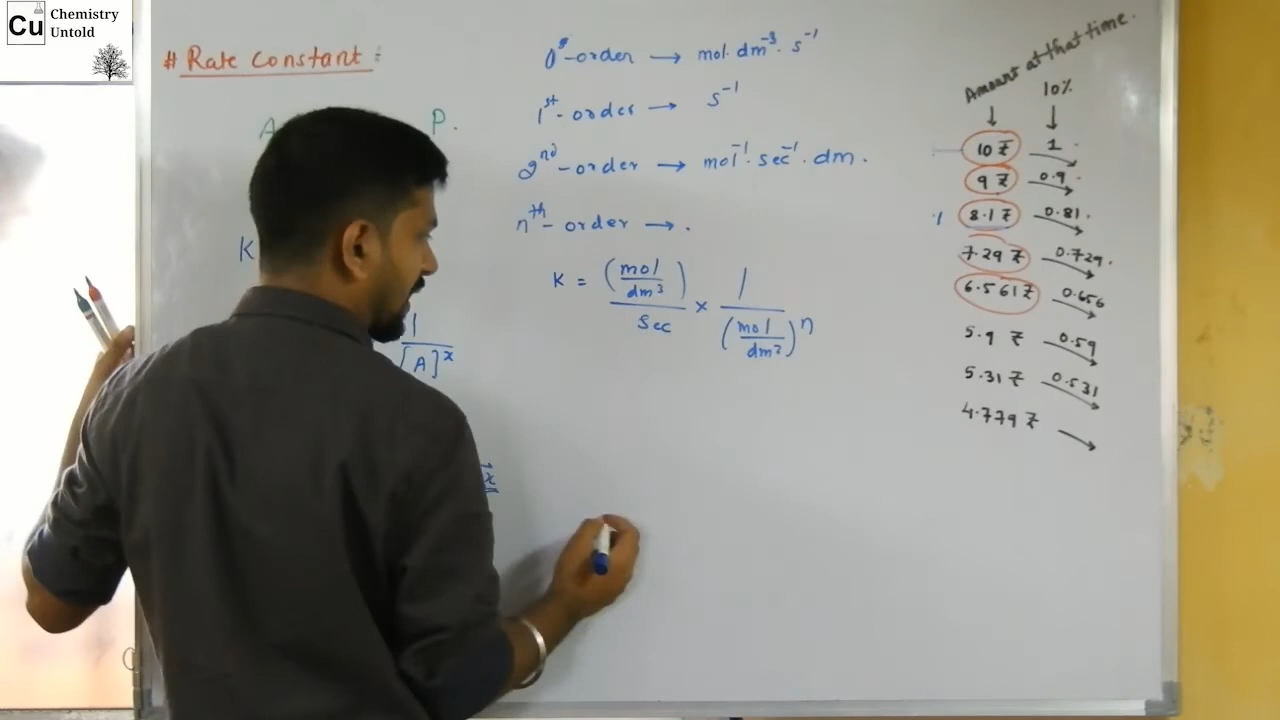 Cu
Chemistry
Untold
# Rate Constant :
A
P.
K
1
[A]^x
x
0°-order → mol. dm⁻³. s⁻¹
1st-order → s⁻¹
2nd-order → mol⁻¹. sec⁻¹. dm.
nth-order → .
K = (mol/dm³)/sec × 1/(mol/dm²)ⁿ
Amount at that time.
↓ 10%
↓
10 ₹ → 1 .
9 ₹ → 0.9 .
8.1 ₹ → 0.81 .
7.29 ₹ → 0.729 .
6.561 ₹ → 0.656
5.9 ₹ → 0.59
5.31 ₹ → 0.531
4.779 ₹ →